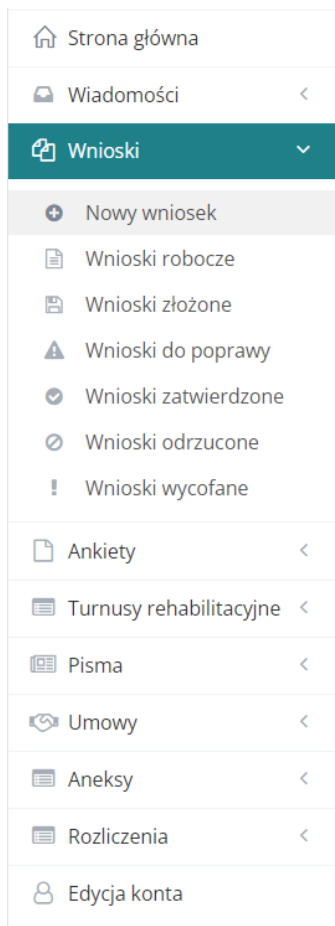 Strona główna
Wiadomości
Wnioski
Nowy wniosek
Wnioski robocze
Wnioski złożone
Wnioski do poprawy
Wnioski zatwierdzone
Wnioski odrzucone
Wnioski wycofane
Ankiety
Turnusy rehabilitacyjne
Pisma
Umowy
Aneksy
Rozliczenia
Edycja konta